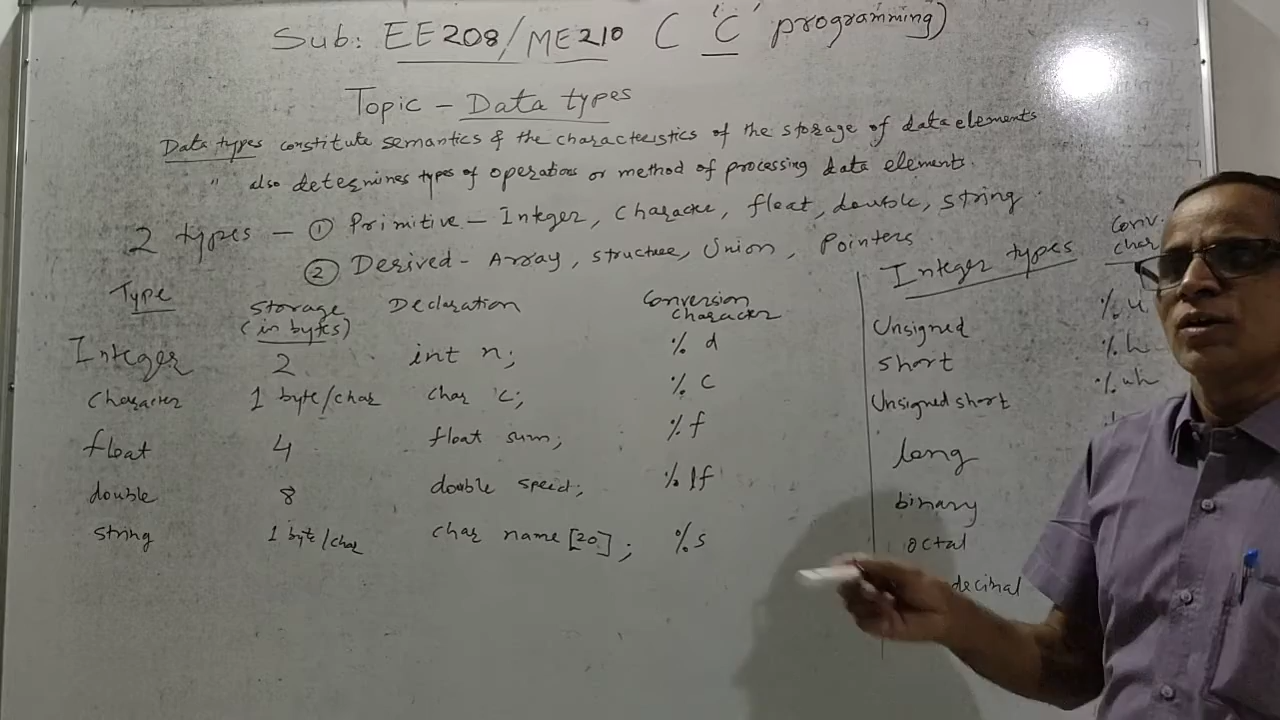 Sub: EE208/ME210 ( 'C' programming)
Topic - Data types
Data types constitute semantics & the characteristics of the storage of data elements
" also determines types of operations or method of processing data elements.
2 types - ① Primitive - Integer, Character, float, double, string.
② Derived - Array, structure, Union, Pointers.
Type Storage (in bytes) Declaration Conversion character
Integer 2 int n; % d
Character 1 byte/char char c; % c
float 4 float sum; % f
double 8 double speed; % lf
string 1 byte/char char name [20]; %s
Integer types Conv. char
Unsigned % u
short % h
Unsigned short % uh
long
binary
octal
decimal